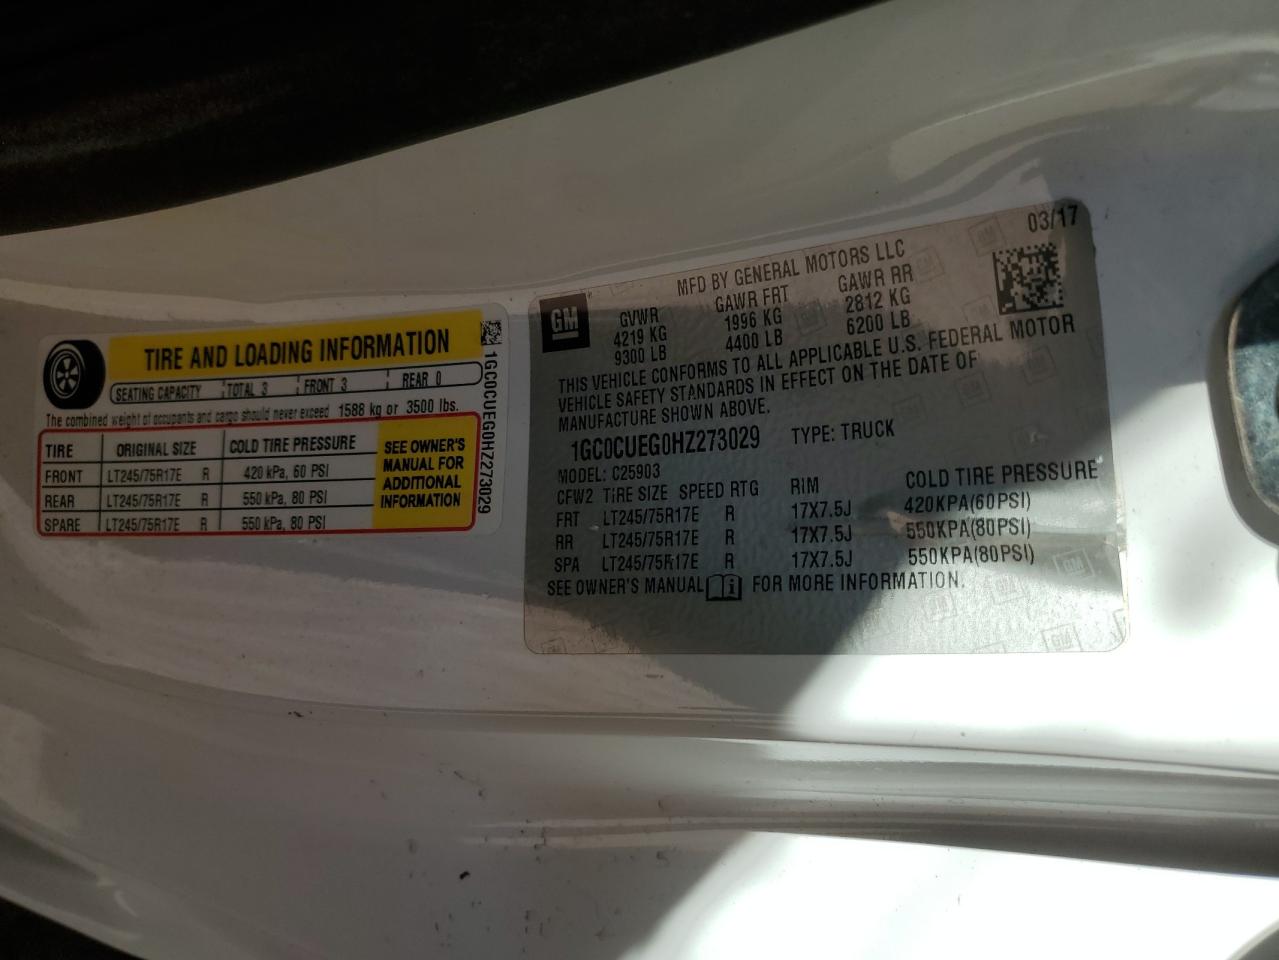 TIRE AND LOADING INFORMATION
SEATING CAPACITY TOTAL 3 FRONT 3 REAR 0
The combined weight of occupants and cargo should never exceed 1588 kg or 3500 lbs.
TIRE ORIGINAL SIZE COLD TIRE PRESSURE
FRONT LT245/75R17E R 420 kPa, 60 PSI
REAR LT245/75R17E R 550 kPa, 80 PSI
SPARE LT245/75R17E R 550 kPa, 80 PSI
SEE OWNER'S
MANUAL FOR
ADDITIONAL
INFORMATION
1GC0CUEG0HZ273029
03/17
GM
MFD BY GENERAL MOTORS LLC
GVWR GAWR FRT GAWR RR
4219 KG 1996 KG 2812 KG
9300 LB 4400 LB 6200 LB
THIS VEHICLE CONFORMS TO ALL APPLICABLE U.S. FEDERAL MOTOR
VEHICLE SAFETY STANDARDS IN EFFECT ON THE DATE OF
MANUFACTURE SHOWN ABOVE.
1GC0CUEG0HZ273029 TYPE: TRUCK
MODEL: C25903
CFW2 TIRE SIZE SPEED RTG RIM COLD TIRE PRESSURE
FRT LT245/75R17E R 17X7.5J 420KPA(60PSI)
RR LT245/75R17E R 17X7.5J 550KPA(80PSI)
SPA LT245/75R17E R 17X7.5J 550KPA(80PSI)
SEE OWNER'S MANUAL FOR MORE INFORMATION.